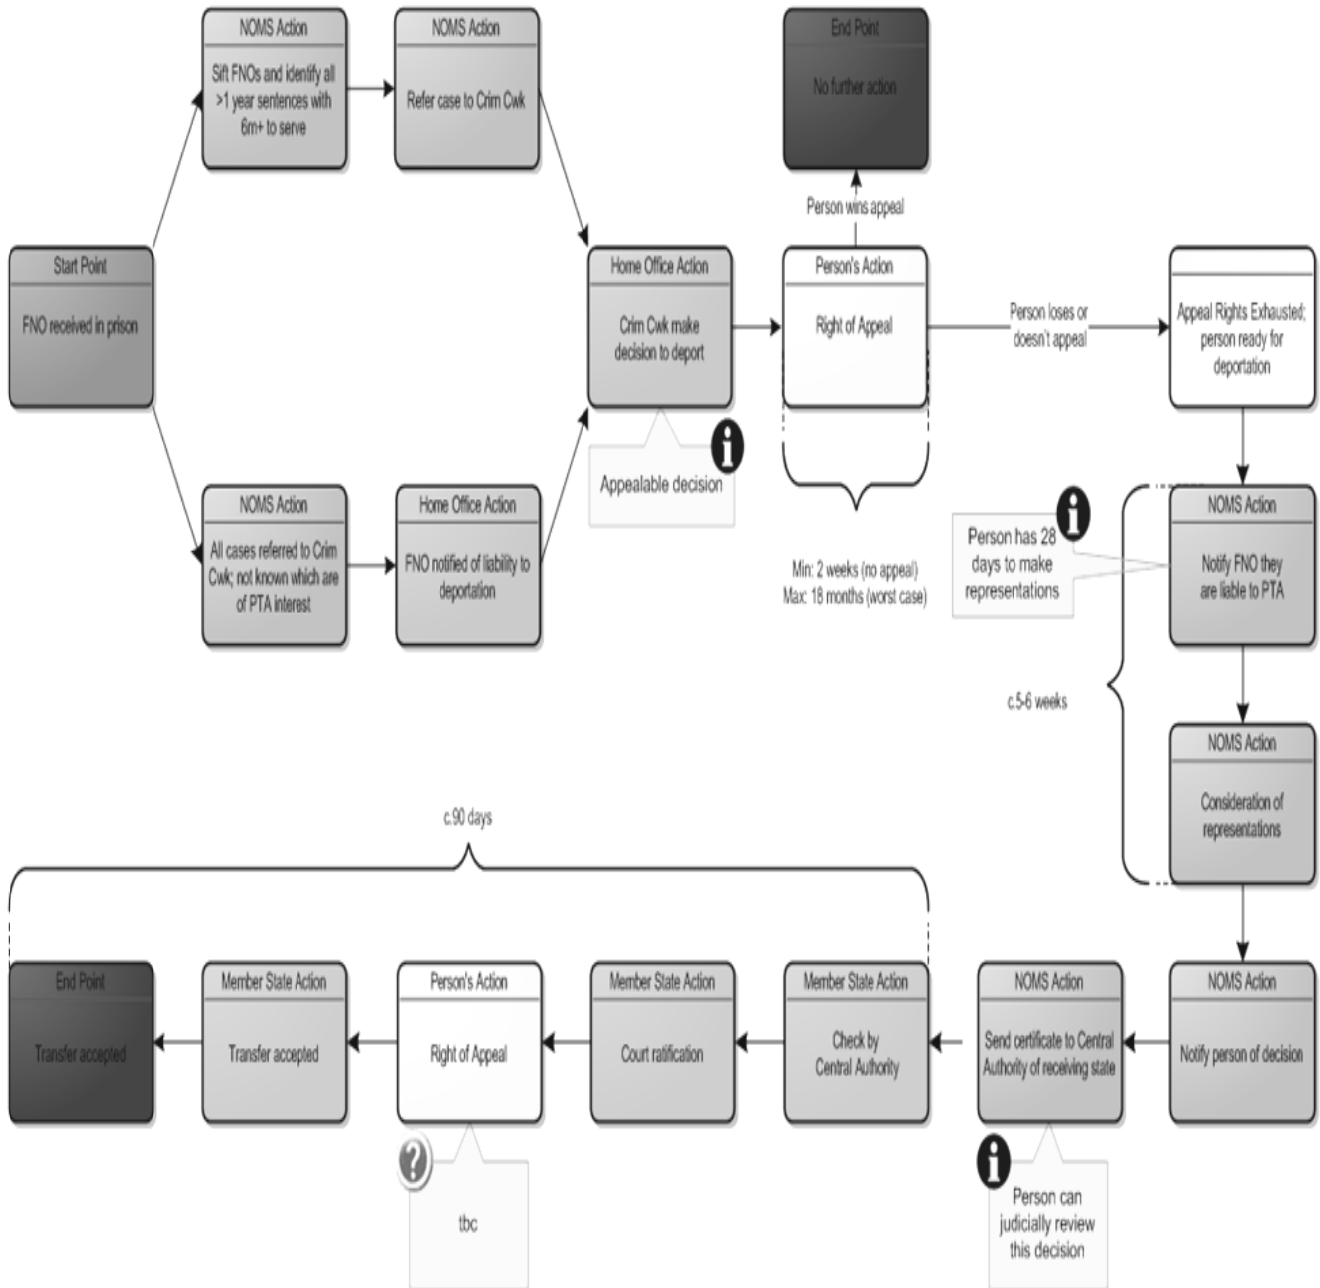 NOMS Action
Sift FNOs and identify all
>1 year sentences with
6m+ to serve
NOMS Action
Refer case to Crim Cwk
End Point
No further action
Person wins appeal
Start Point
FNO received in prison
Home Office Action
Crim Cwk make
decision to deport
Person's Action
Right of Appeal
Person loses or
doesn't appeal
Appeal Rights Exhausted;
person ready for
deportation
Appealable decision
NOMS Action
All cases referred to Crim
Cwk; not known which are
of PTA interest
Home Office Action
FNO notified of liability to
deportation
Min: 2 weeks (no appeal)
Max: 18 months (worst case)
Person has 28
days to make
representations
NOMS Action
Notify FNO they
are liable to PTA
c.5-6 weeks
NOMS Action
Consideration of
representations
c.90 days
End Point
Transfer accepted
Member State Action
Transfer accepted
Person's Action
Right of Appeal
Member State Action
Court ratification
Member State Action
Check by
Central Authority
NOMS Action
Send certificate to Central
Authority of receiving state
NOMS Action
Notify person of decision
tbc
Person can
judicially review
this decision